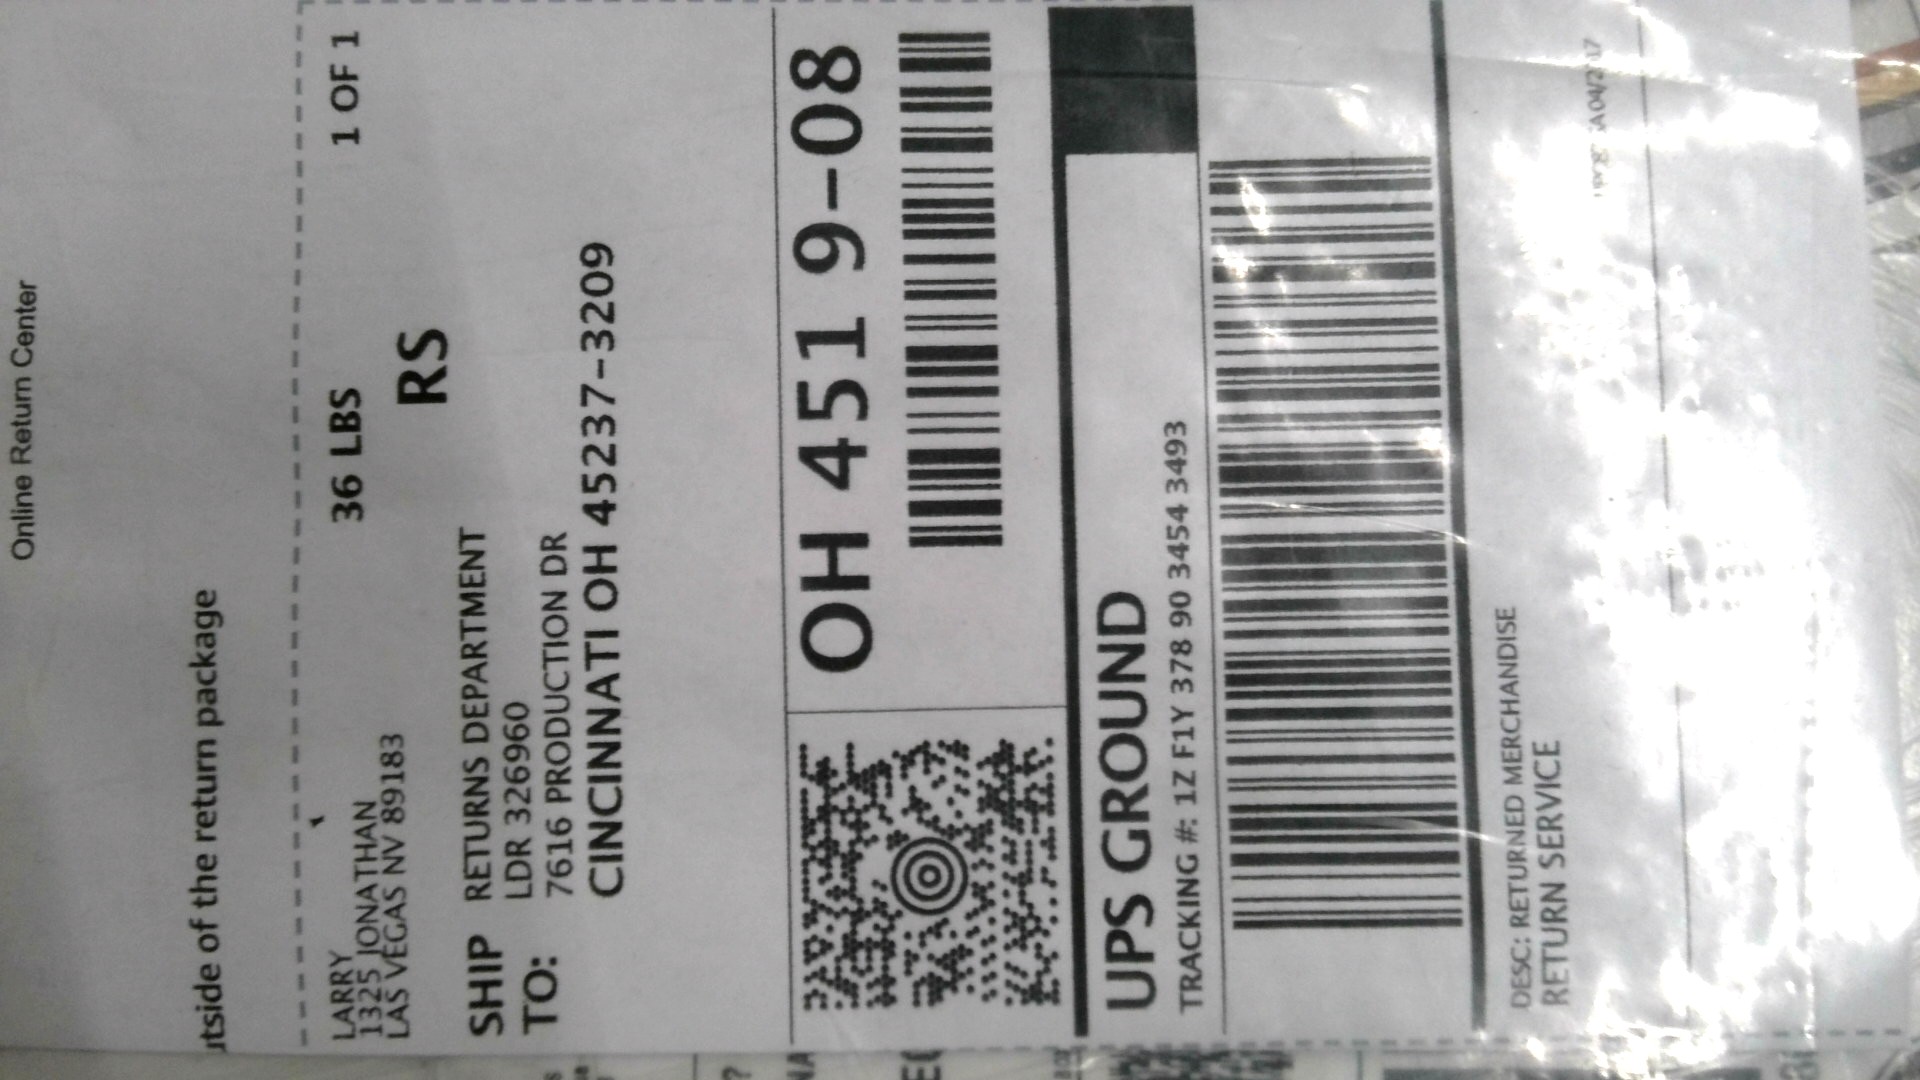 Online Return Center
utside of the return package
LARRY
1325 JONATHAN
LAS VEGAS NV 89183
36 LBS
1 OF 1
RS
SHIP TO:
RETURNS DEPARTMENT
LDR 326960
7616 PRODUCTION DR
CINCINNATI OH 45237-3209
OH 451 9-08
UPS GROUND
TRACKING #: 1Z F1Y 378 90 3454 3493
DESC: RETURNED MERCHANDISE
RETURN SERVICE